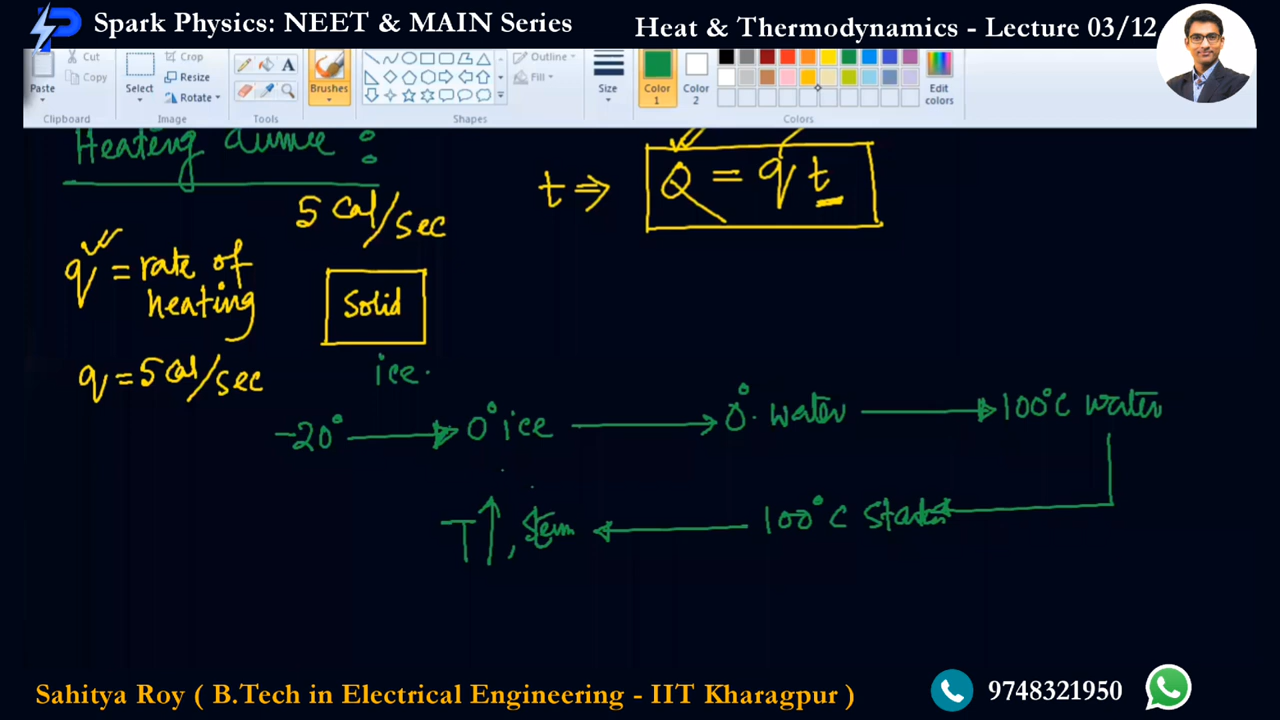 Spark Physics: NEET & MAIN Series
Heat & Thermodynamics - Lecture 03/12
Cut
Copy
Paste
Clipboard
Select
Crop
Resize
Rotate
Image
Tools
Brushes
Shapes
Outline
Fill
Size
Color 1
Color 2
Edit colors
Colors
Heating
:
t ⇒ Q = qt
5 Cal/sec
q = rate of heating
Solid
q = 5 Cal/sec
ice.
-20° → 0° ice → 0° water → 100°C water
T↑, ← 100°C
Sahitya Roy ( B.Tech in Electrical Engineering - IIT Kharagpur )
9748321950